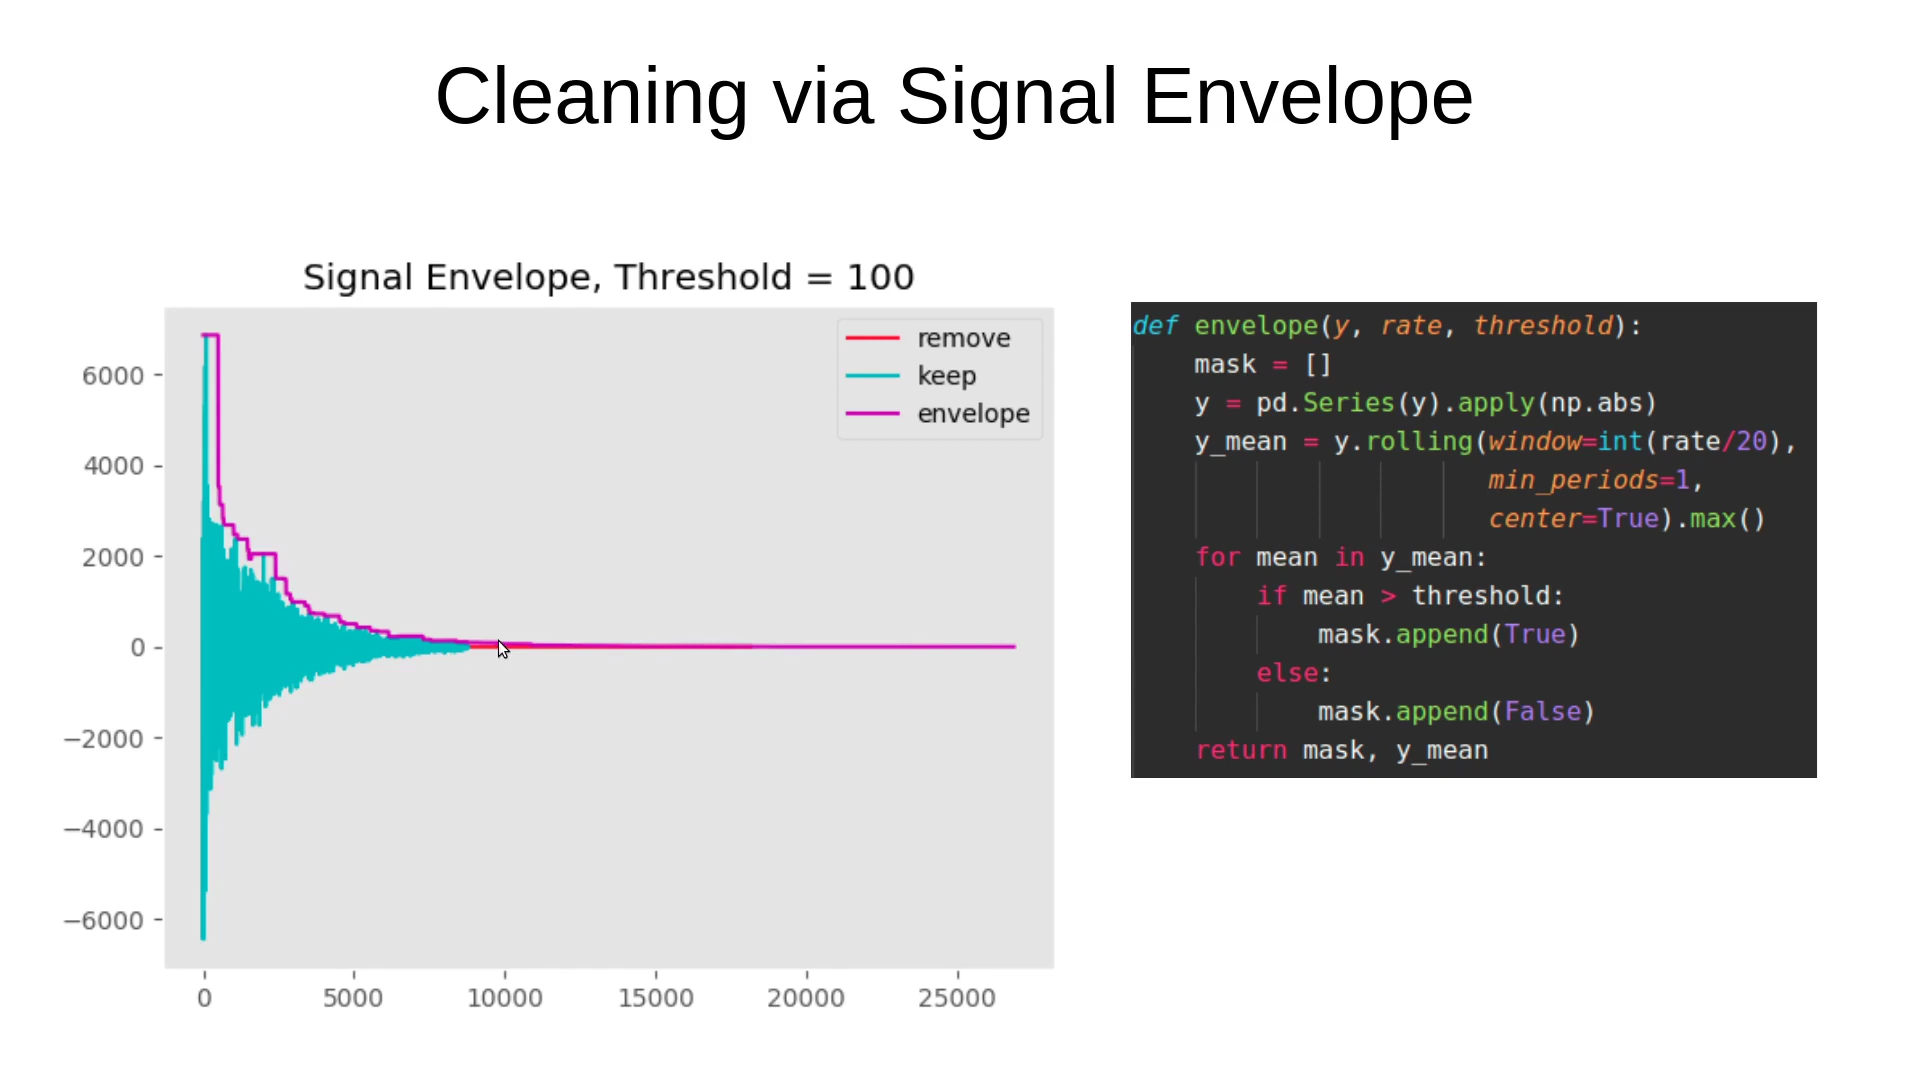 Cleaning via Signal Envelope
Signal Envelope, Threshold = 100
remove
keep
envelope
6000
4000
2000
0
−2000
−4000
−6000
0 5000 10000 15000 20000 25000
def envelope(y, rate, threshold):
    mask = []
    y = pd.Series(y).apply(np.abs)
    y_mean = y.rolling(window=int(rate/20),
                       min_periods=1,
                       center=True).max()
    for mean in y_mean:
        if mean > threshold:
            mask.append(True)
        else:
            mask.append(False)
    return mask, y_mean